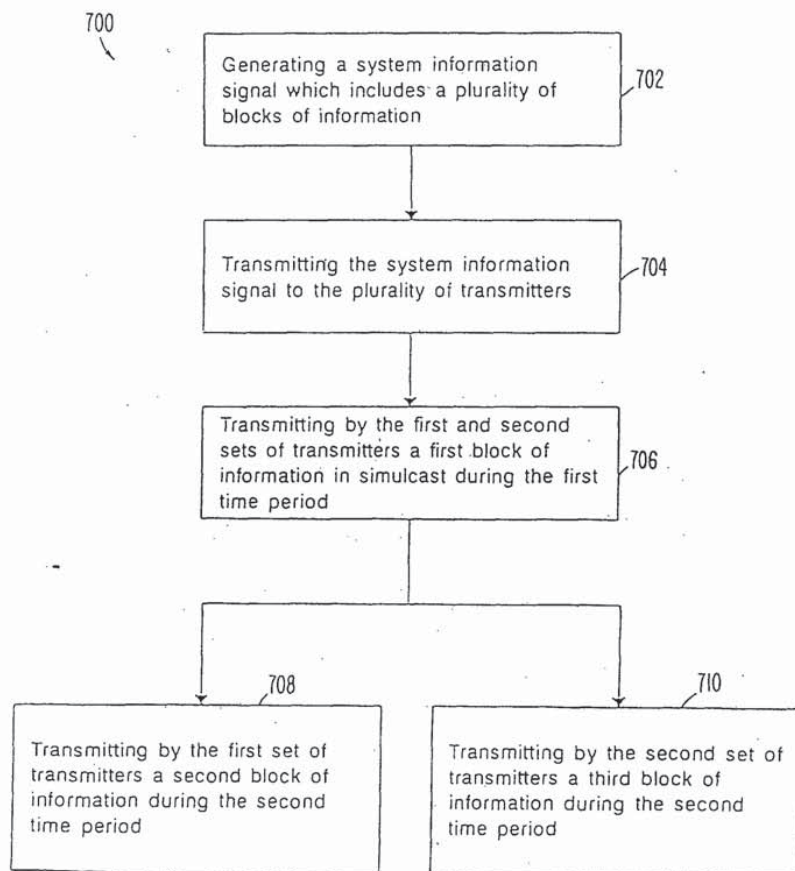 700
Generating a system information
signal which includes a plurality of
blocks of information
702
Transmitting the system information
signal to the plurality of transmitters
704
Transmitting by the first and second
sets of transmitters a first block of
information in simulcast during the first
time period
706
708
Transmitting by the first set of
transmitters a second block of
information during the second
time period
710
Transmitting by the second set of
transmitters a third block of
information during the second
time period